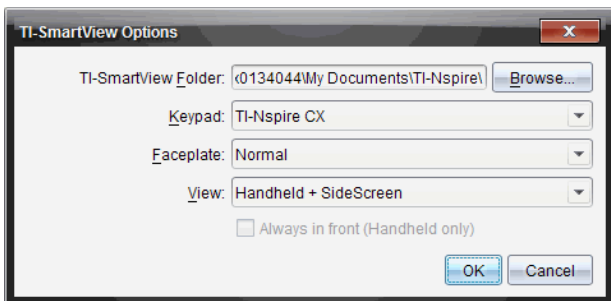 TI-SmartView Options
TI-SmartView Folder: x0134044\My Documents\TI-Nspire\ Browse...
Keypad: TI-Nspire CX
Faceplate: Normal
View: Handheld + SideScreen
Always in front (Handheld only)
OK Cancel